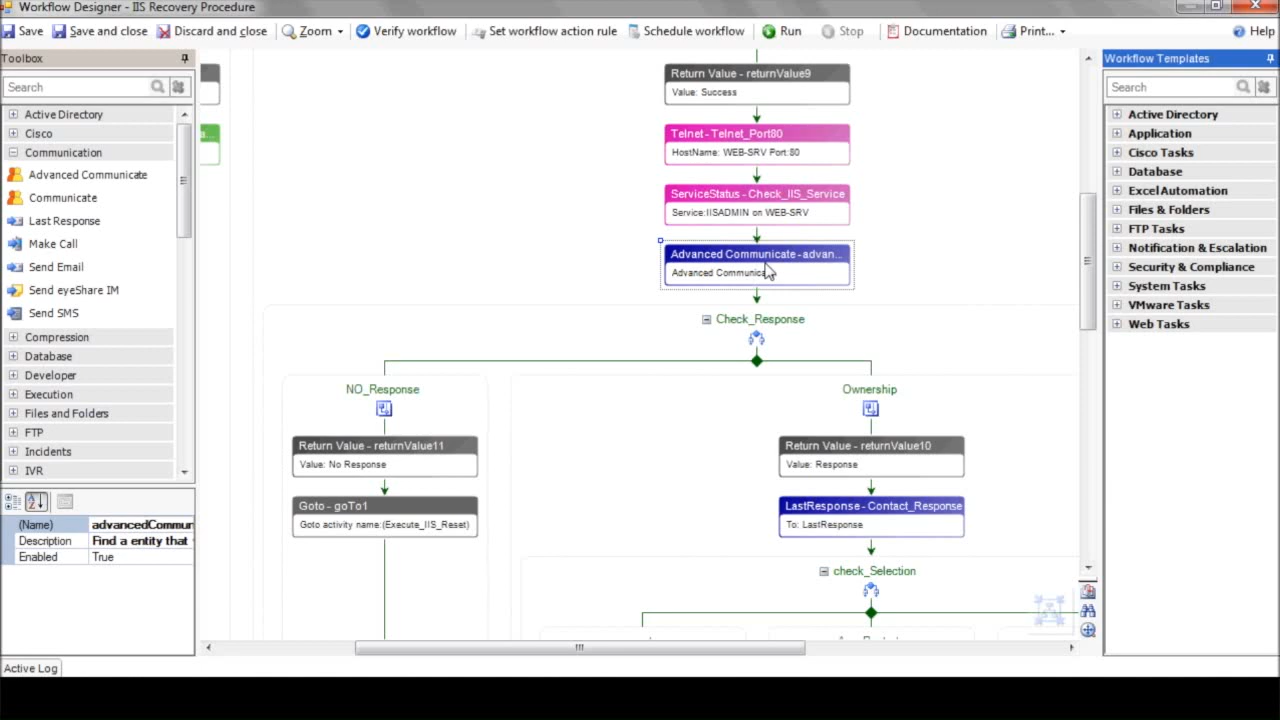 Workflow Designer - IIS Recovery Procedure
Save Save and close Discard and close Zoom Verify workflow Set workflow action rule Schedule workflow Run Stop Documentation Print... Help
Toolbox
Search
Active Directory
Cisco
Communication
Advanced Communicate
Communicate
Last Response
Make Call
Send Email
Send eyeShare IM
Send SMS
Compression
Database
Developer
Execution
Files and Folders
FTP
Incidents
IVR
(Name) advancedCommun
Description Find a entity that
Enabled True
Active Log
a...
Return Value - returnValue9
Value: Success
Telnet - Telnet_Port80
HostName: WEB-SRV Port:80
ServiceStatus - Check_IIS_Service
Service:IISADMIN on WEB-SRV
Advanced Communicate - advan...
Advanced Communica
Check_Response
NO_Response
Return Value - returnValue11
Value: No Response
Goto - goTo1
Goto activity name:(Execute_IIS_Reset)
Ownership
Return Value - returnValue10
Value: Response
LastResponse - Contact_Response
To: LastResponse
check_Selection
Workflow Templates
Search
Active Directory
Application
Cisco Tasks
Database
Excel Automation
Files & Folders
FTP Tasks
Notification & Escalation
Security & Compliance
System Tasks
VMware Tasks
Web Tasks